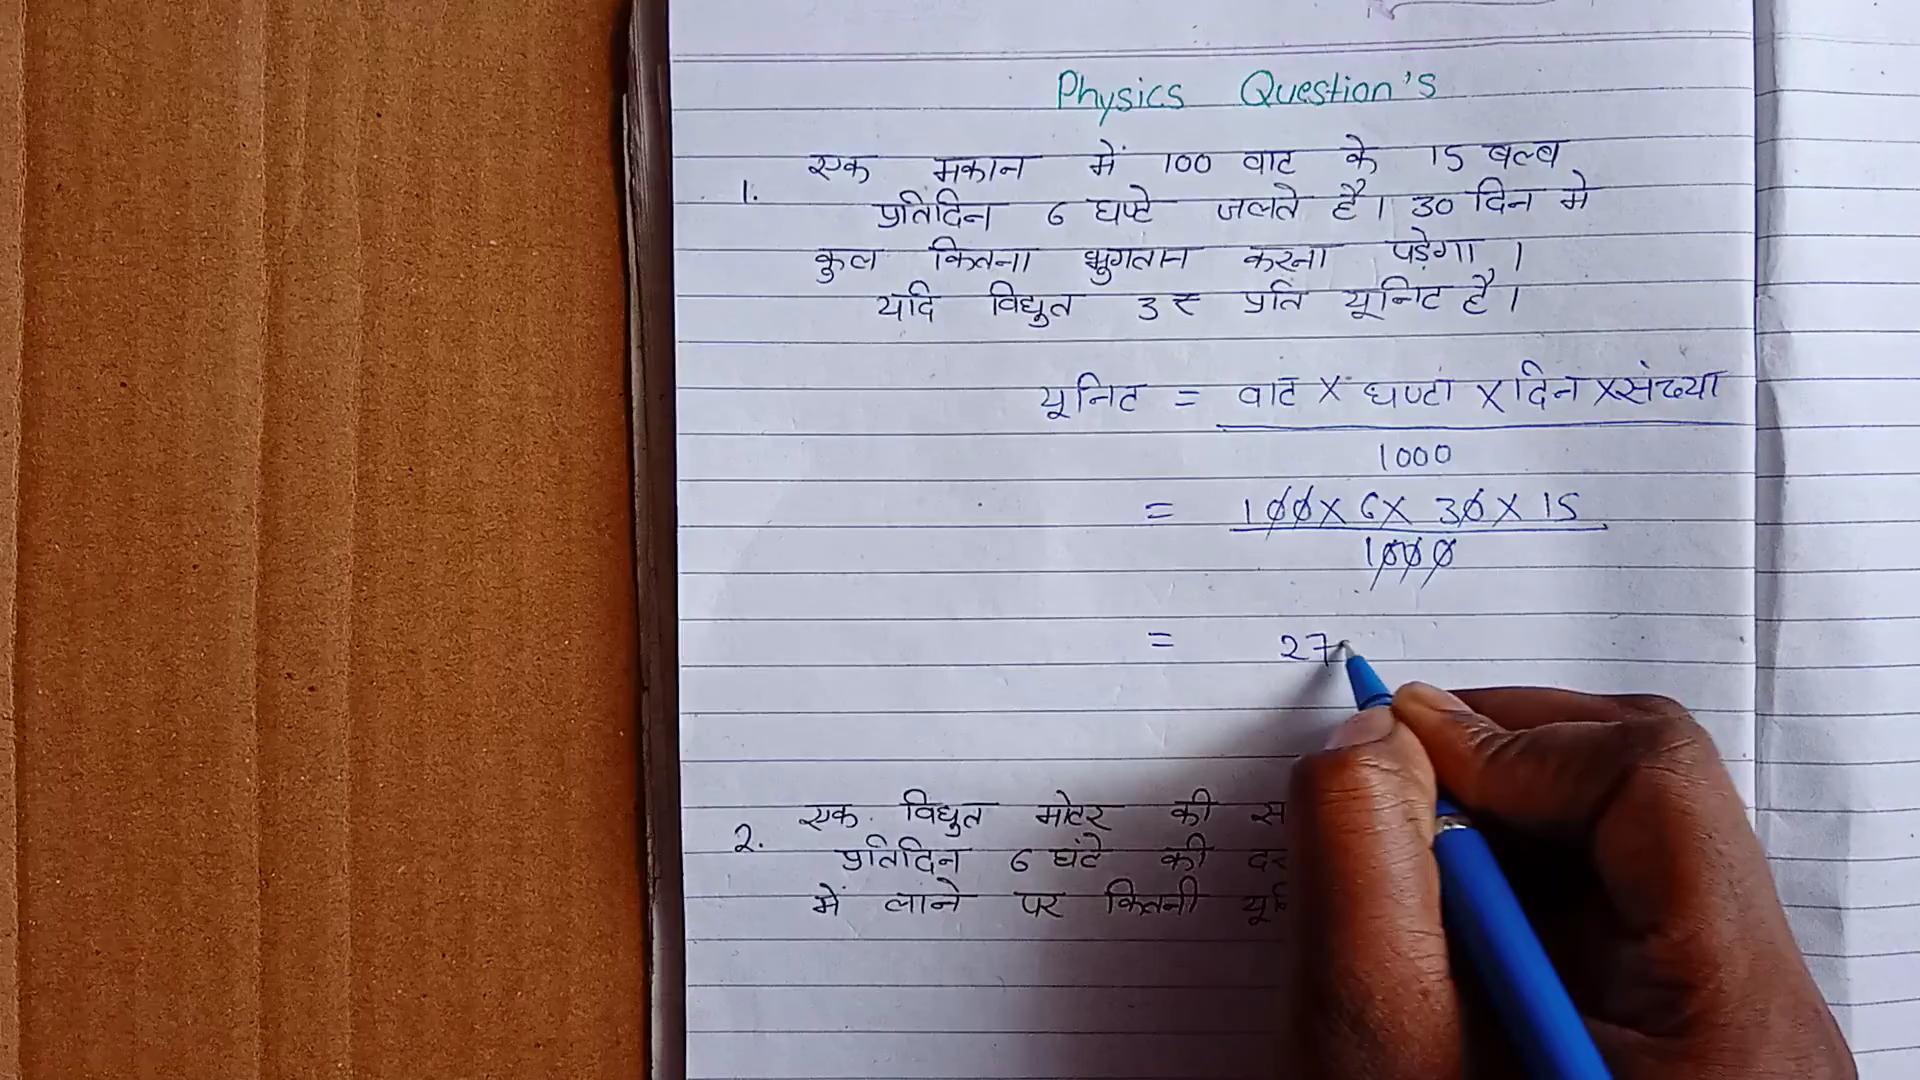 Physics Question's
1. एक मकान में 100 वाट के 15 बल्ब
प्रतिदिन 6 घण्टे जलते है। 30 दिन मे
कुल कितना भुगतान करना पड़ेगा ।
यदि विधुत 3 ₹ प्रति यूनिट है।
यूनिट = वाट X घण्टा X दिन X संख्या
1000
= 100 X 6 X 30 X 15
1000
= 27
2. एक विधुत मोटर की
प्रतिदिन 6 घंटे की
में लाने पर कितनी